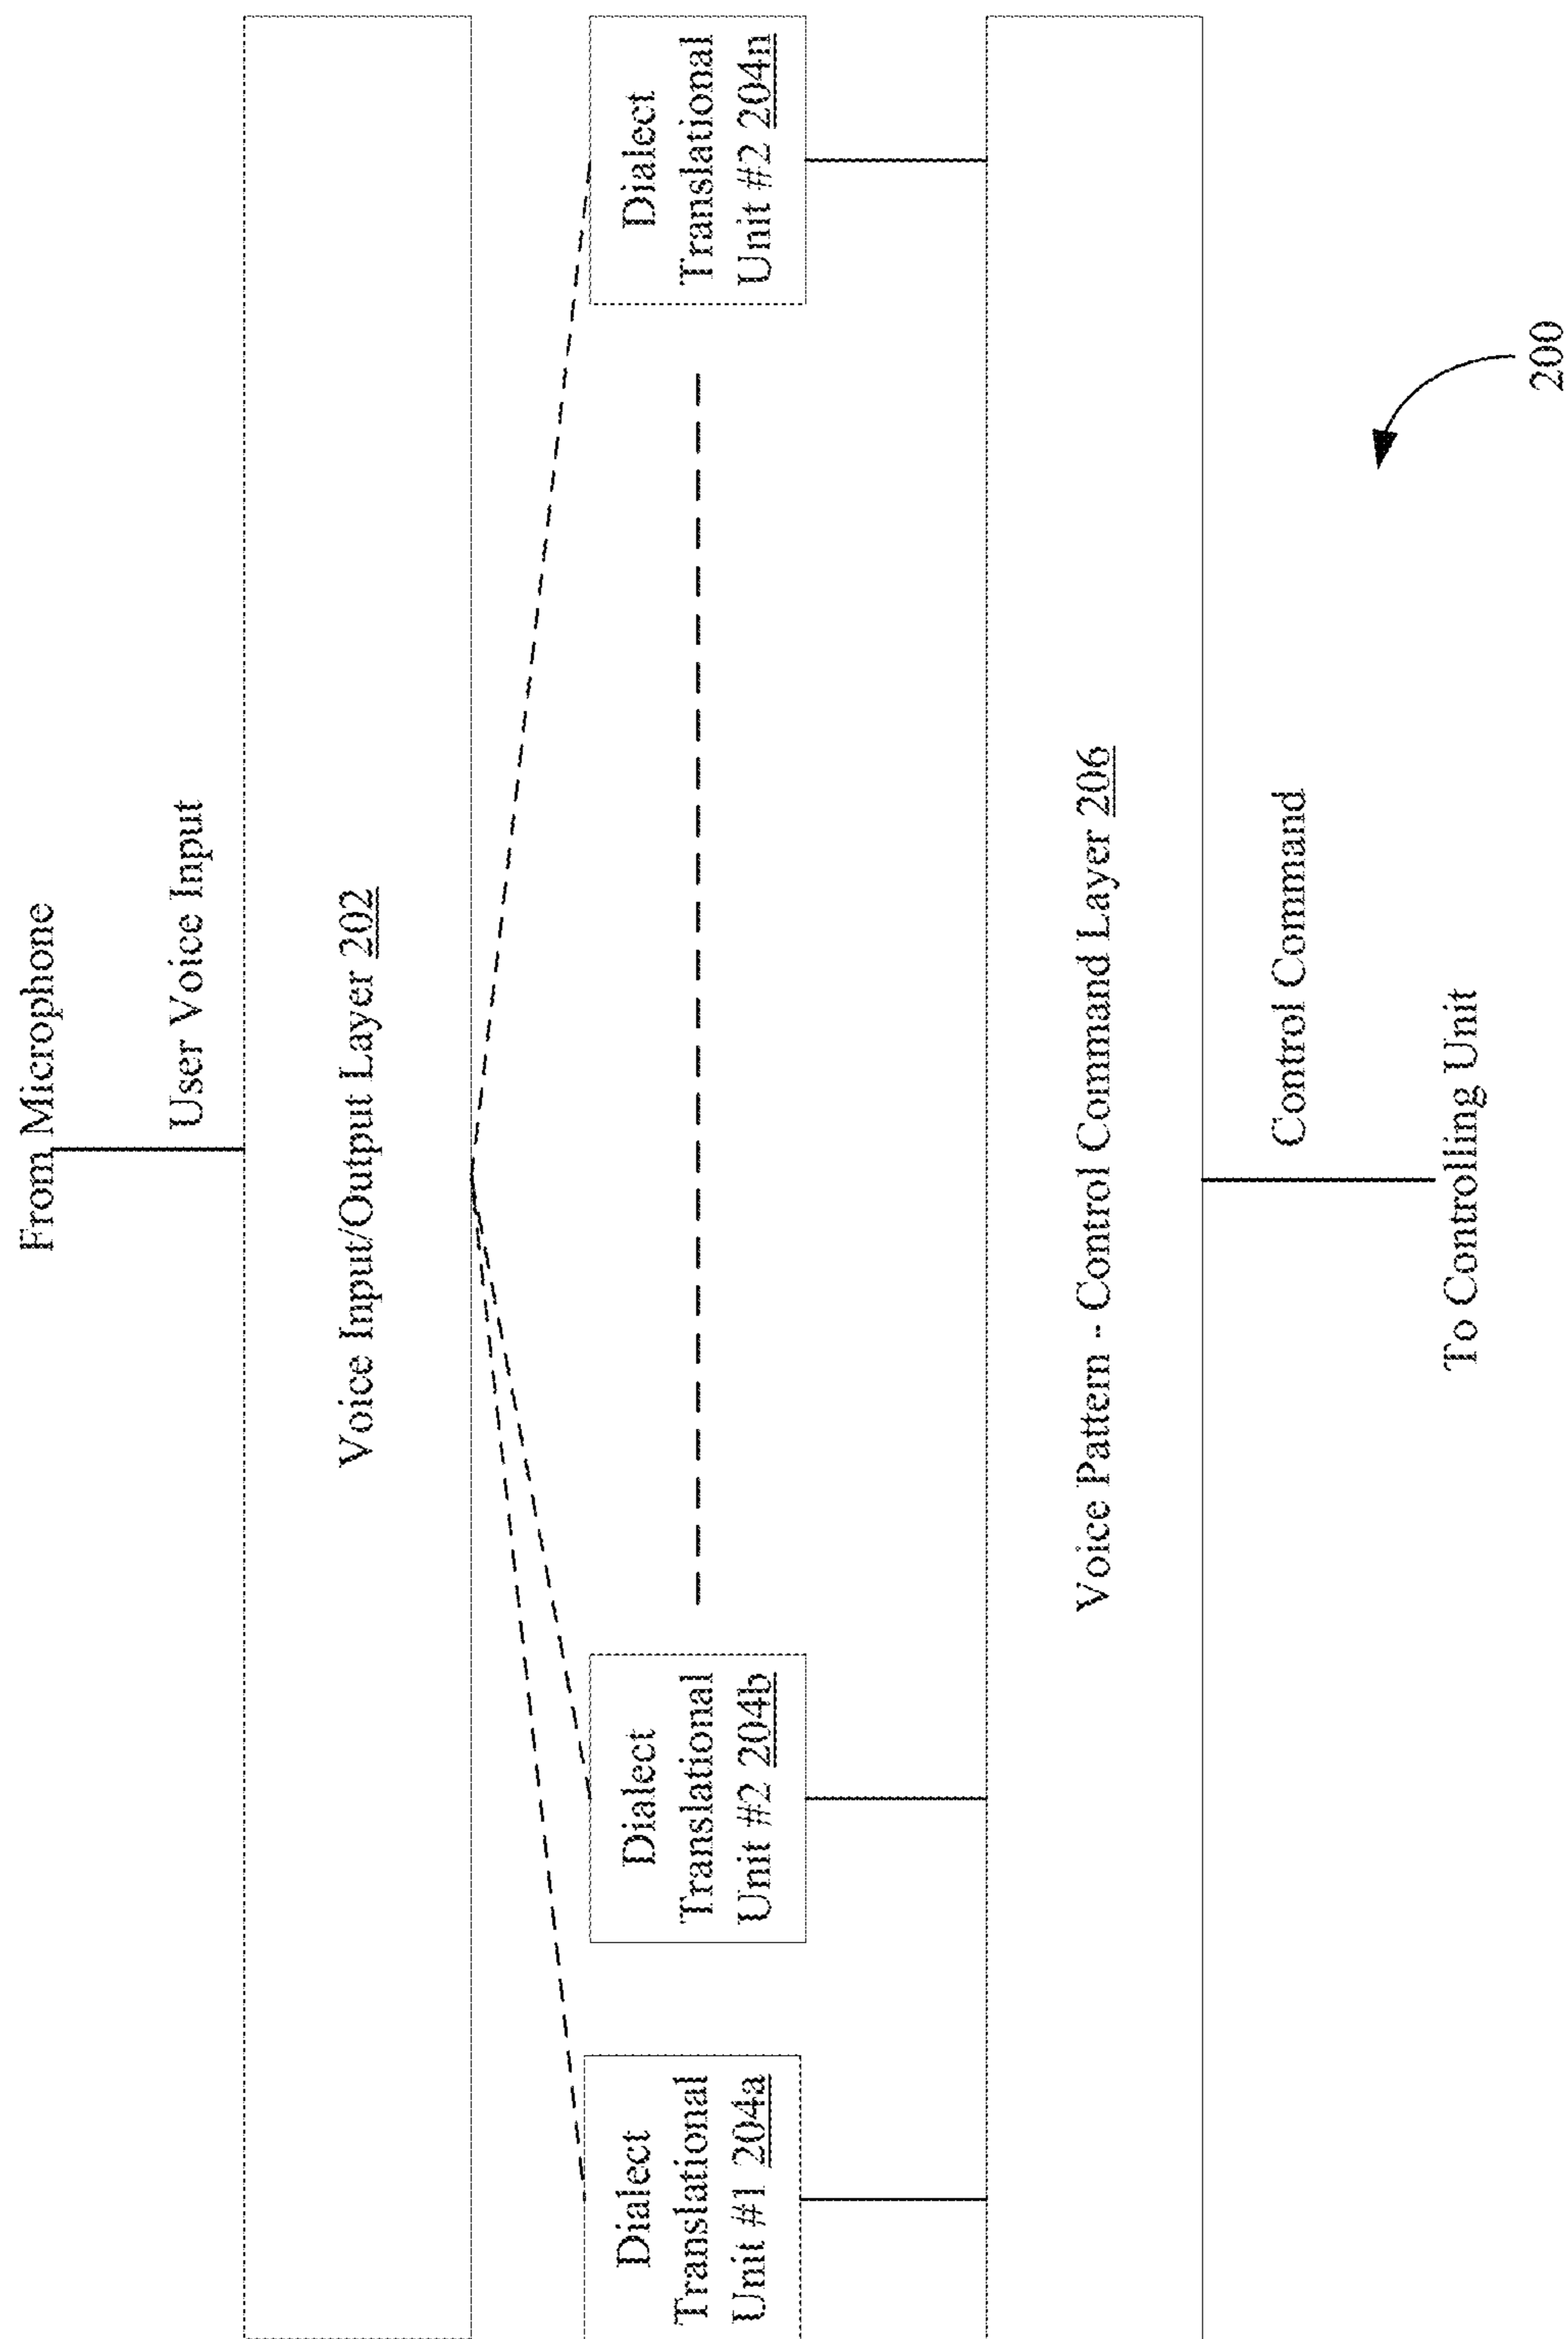 From Microphone
User Voice Input
Voice Input/Output Layer 202
Dialect
Translational
Unit #1 204a
Dialect
Translational
Unit #2 204b
Dialect
Translational
Unit #2 204n
Voice Pattern -- Control Command Layer 206
Control Command
To Controlling Unit
200